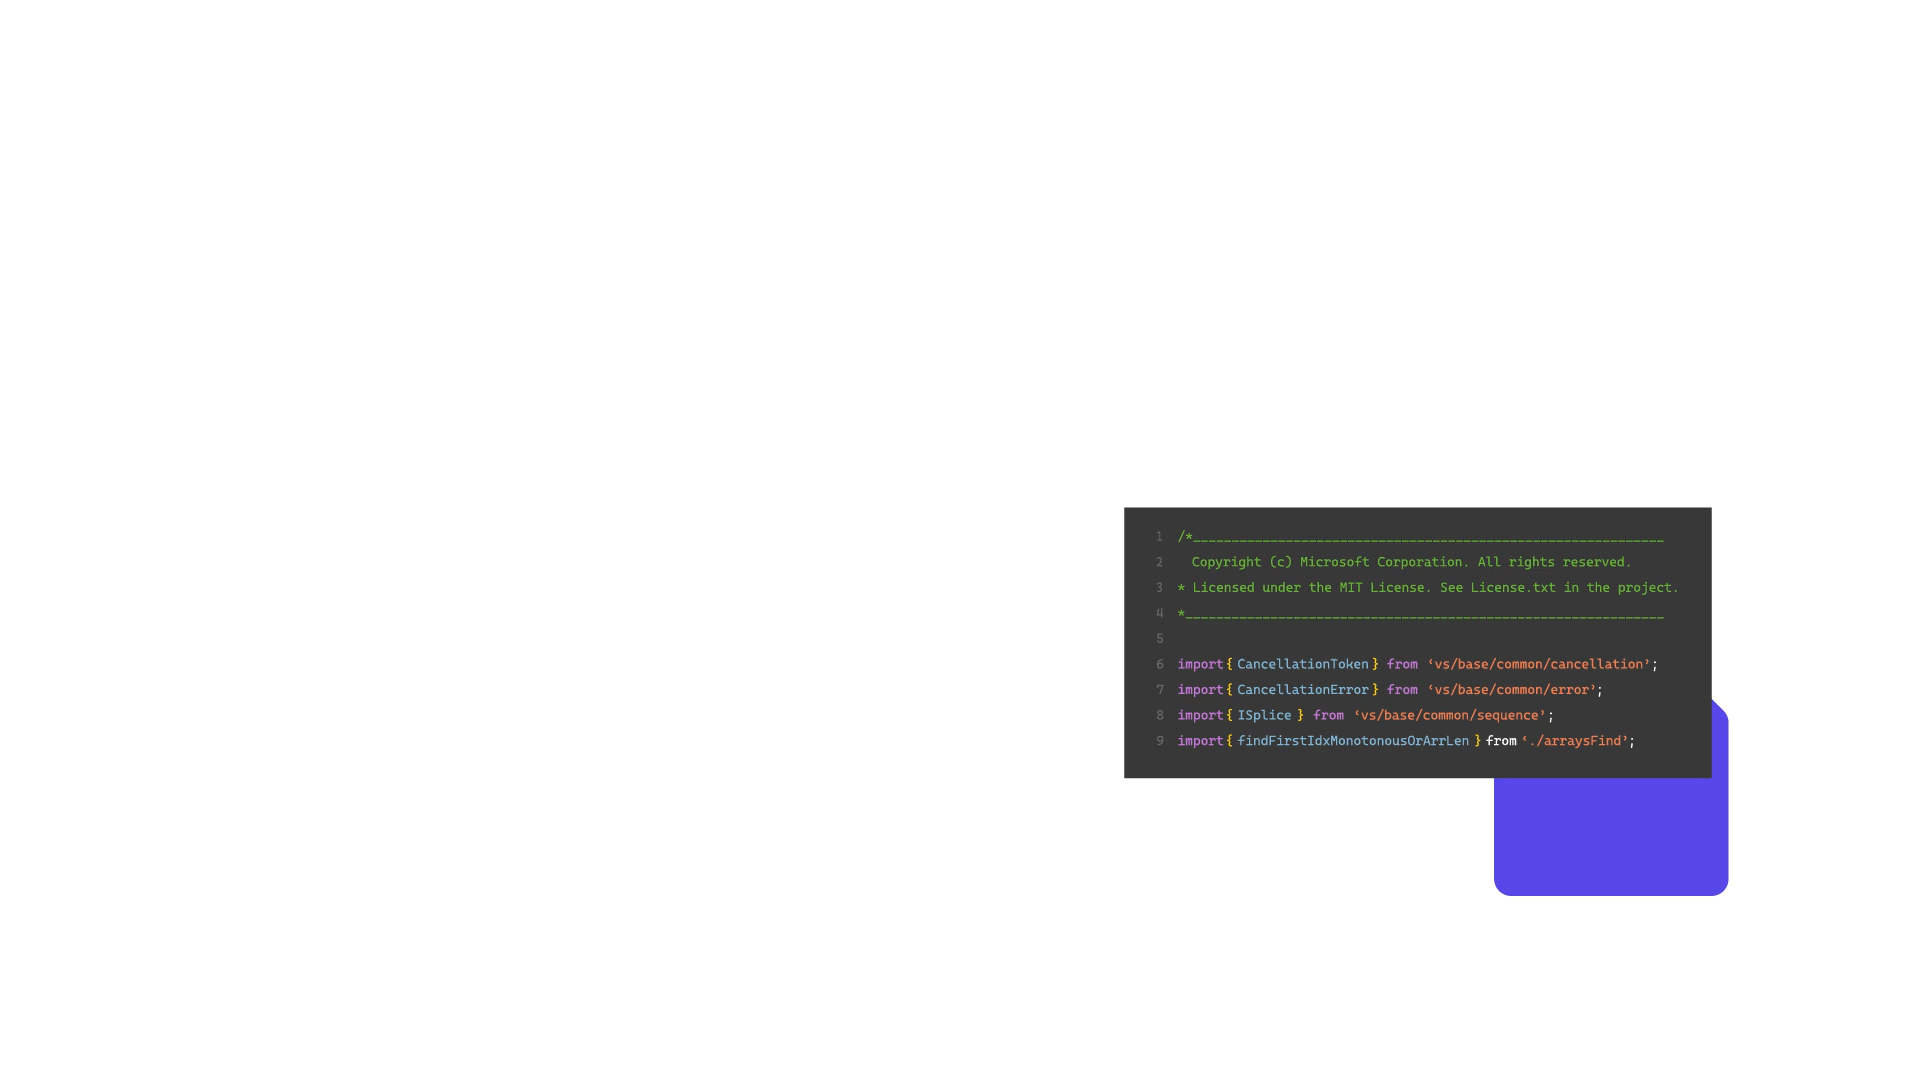 1 /*______________________________________________________________
2 Copyright (c) Microsoft Corporation. All rights reserved.
3 * Licensed under the MIT License. See License.txt in the project.
4 *_______________________________________________________________
5
6 import{ CancellationToken} from ‘vs/base/common/cancellation’;
7 import{ CancellationError} from ‘vs/base/common/error’;
8 import{ ISplice } from ‘vs/base/common/sequence’;
9 import{ findFirstIdxMonotonousOrArrLen } from ‘./arraysFind’;